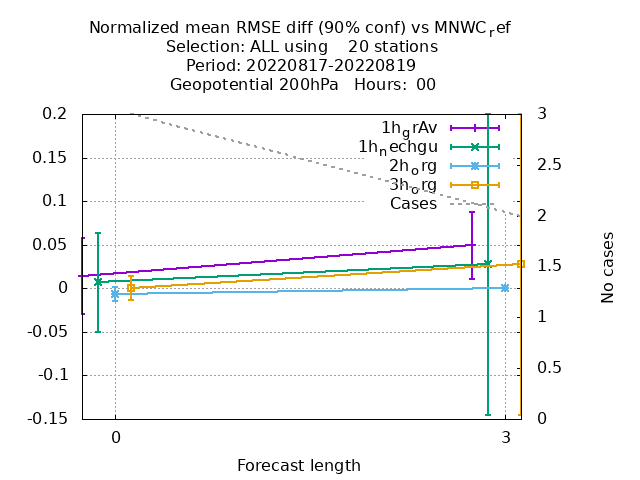 Normalized mean RMSE diff (90% conf) vs MNWC_ref
Selection: ALL using    20 stations
Period: 20220817-20220819
Geopotential 200hPa   Hours: 00
0.2
0.15
0.1
0.05
0
-0.05
-0.1
-0.15
3
2.5
2
1.5
1
0.5
0
1h_grAv
1h_nechgu
2h_org
3h_org
Cases
No cases
0
3
Forecast length